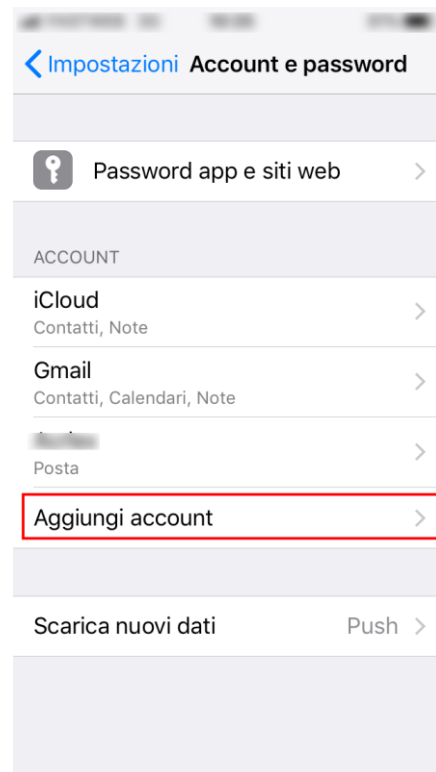 Impostazioni Account e password
Password app e siti web
ACCOUNT
iCloud
Contatti, Note
Gmail
Contatti, Calendari, Note
Posta
Aggiungi account
Scarica nuovi dati Push